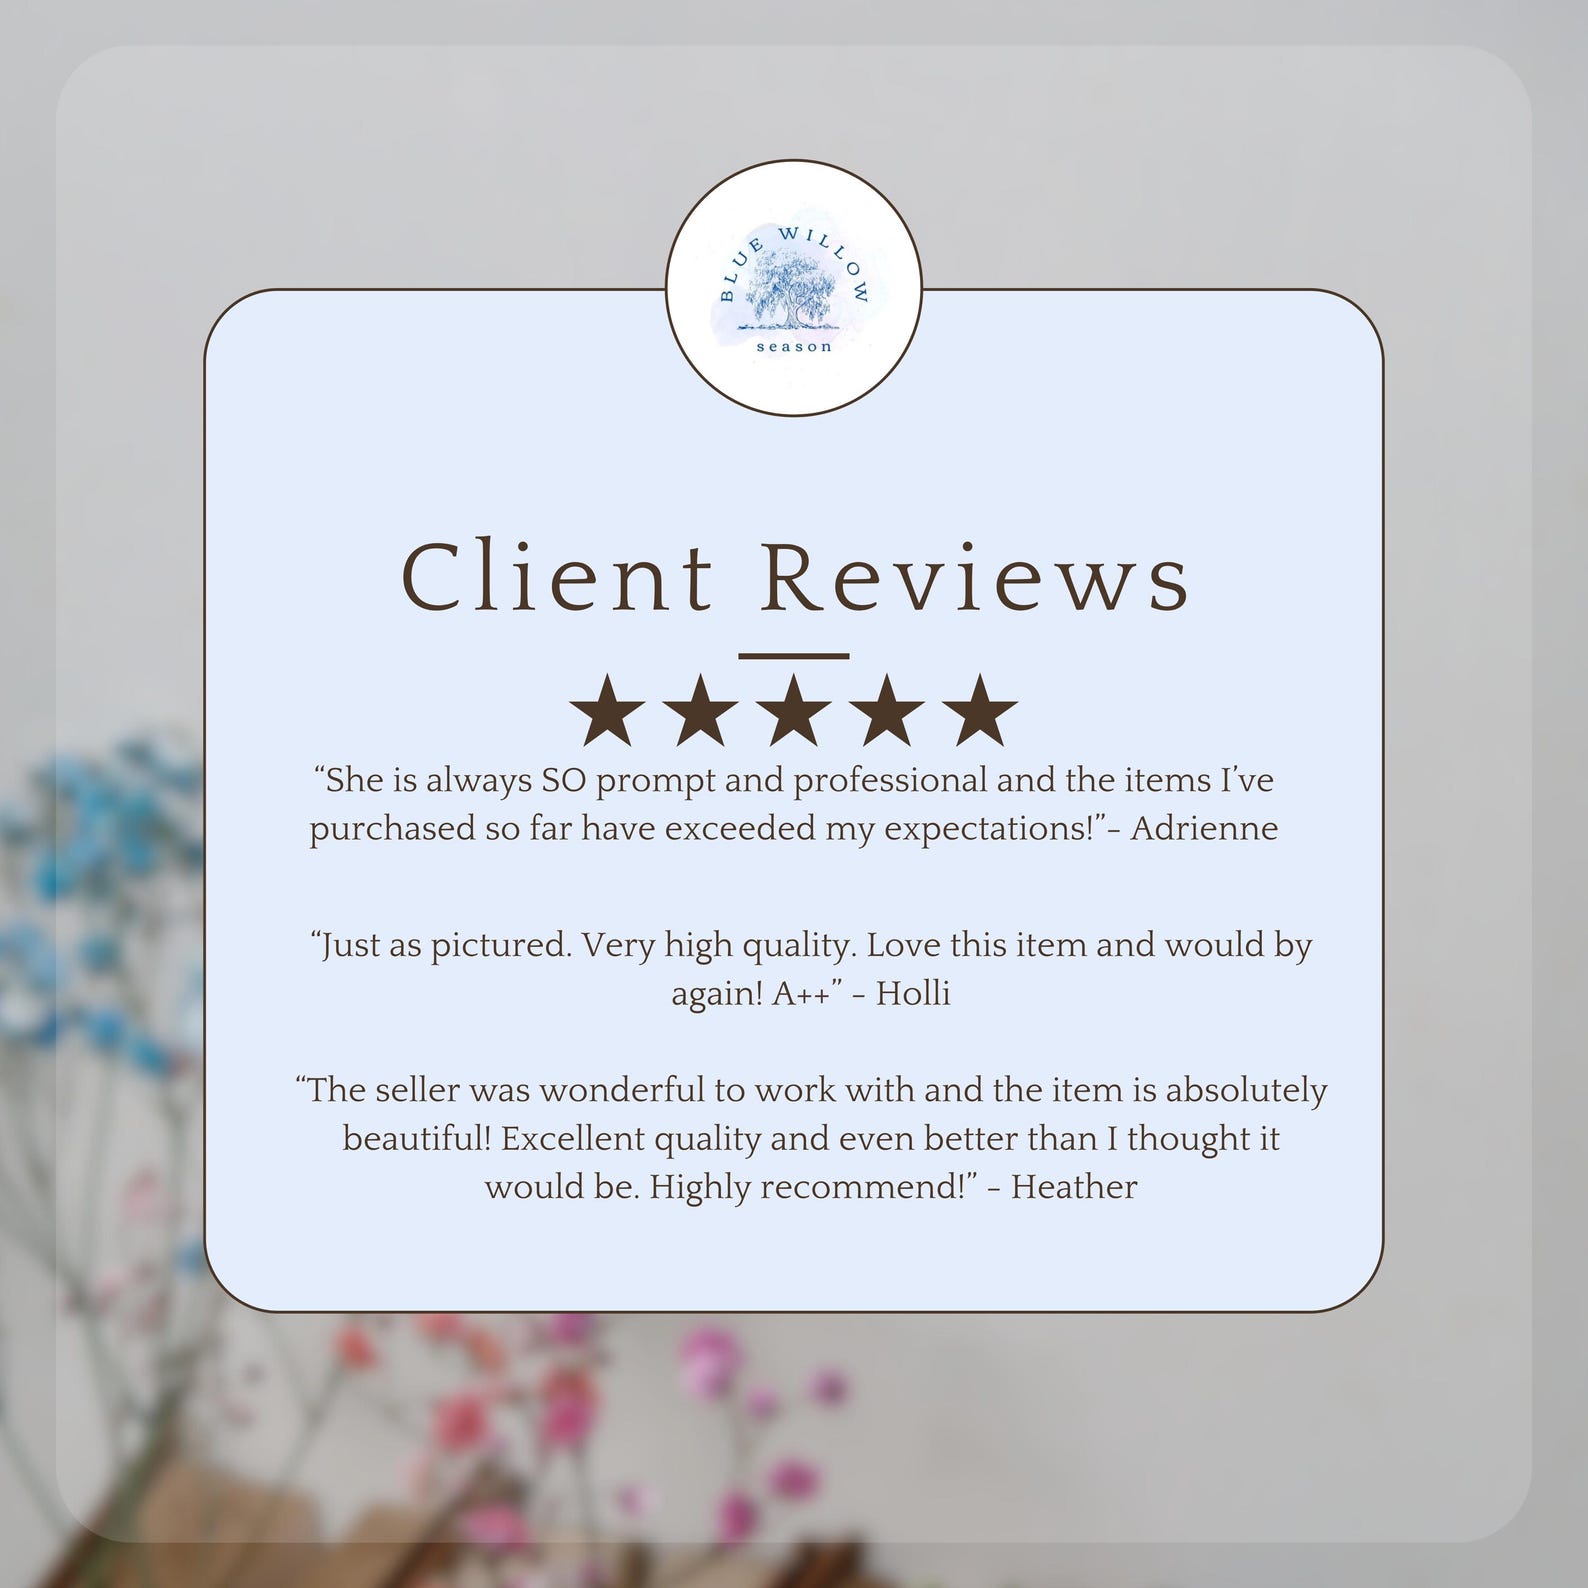 BLUE WILLOW
season
Client Reviews
“She is always SO prompt and professional and the items I’ve
purchased so far have exceeded my expectations!”- Adrienne
“Just as pictured. Very high quality. Love this item and would by
again! A++” - Holli
“The seller was wonderful to work with and the item is absolutely
beautiful! Excellent quality and even better than I thought it
would be. Highly recommend!” - Heather